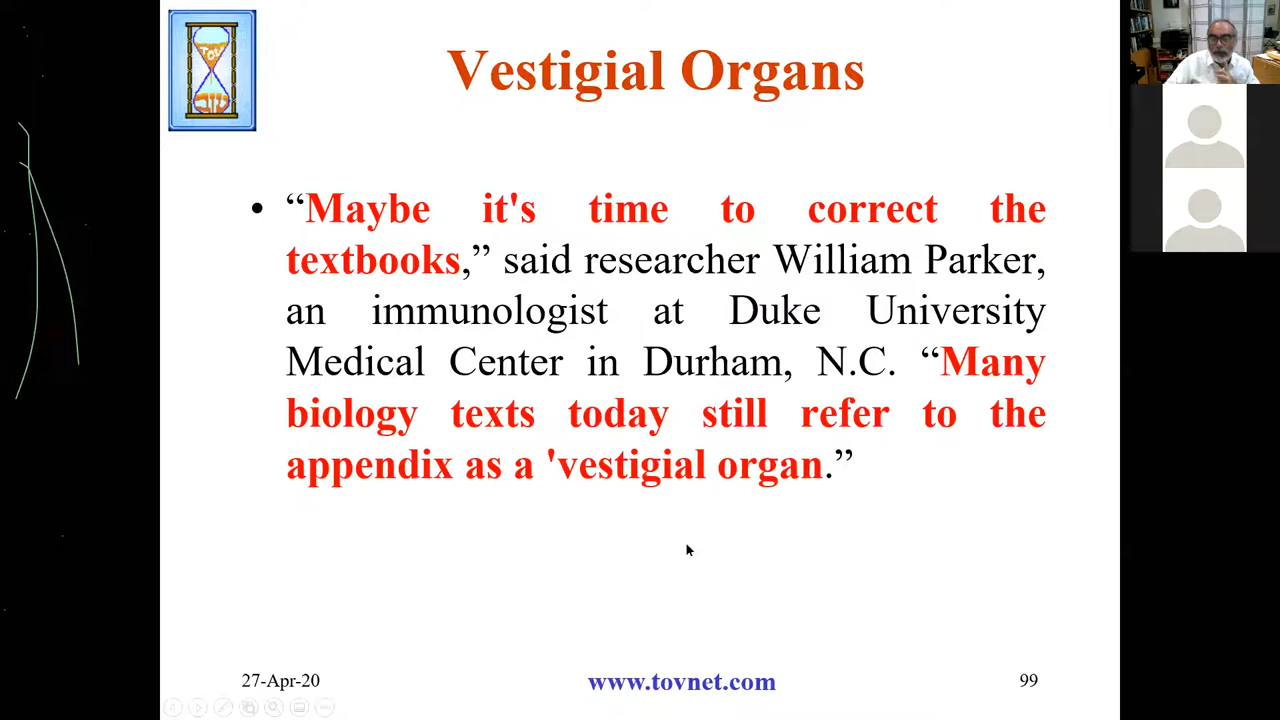 Vestigial Organs
• “Maybe it's time to correct the
textbooks,” said researcher William Parker,
an immunologist at Duke University
Medical Center in Durham, N.C. “Many
biology texts today still refer to the
appendix as a 'vestigial organ.”
27-Apr-20
www.tovnet.com
99